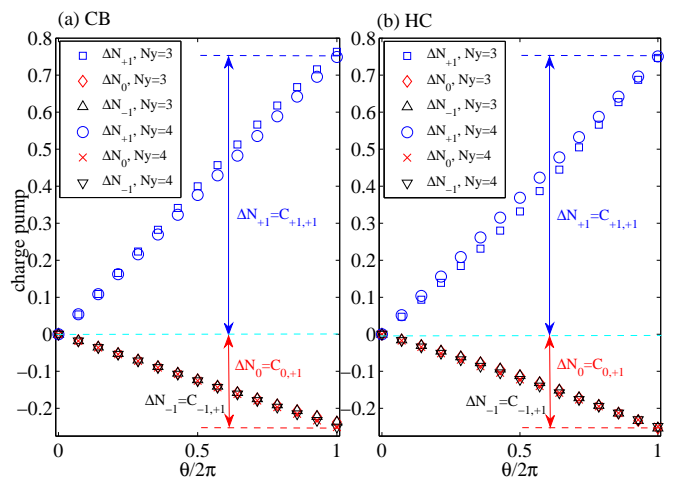 (a) CB
(b) HC
0.8
0.7
0.6
0.5
0.4
0.3
0.2
0.1
0
−0.1
−0.2
charge pump
ΔN+1, Ny=3
ΔN0, Ny=3
ΔN−1, Ny=3
ΔN+1, Ny=4
ΔN0, Ny=4
ΔN−1, Ny=4
ΔN+1=C+1,+1
ΔN0=C0,+1
ΔN−1=C−1,+1
0
0.5
1
θ/2π
0.8
0.7
0.6
0.5
0.4
0.3
0.2
0.1
0
−0.1
−0.2
ΔN+1, Ny=3
ΔN0, Ny=3
ΔN−1, Ny=3
ΔN+1, Ny=4
ΔN0, Ny=4
ΔN−1, Ny=4
ΔN+1=C+1,+1
ΔN0=C0,+1
ΔN−1=C−1,+1
0
0.5
1
θ/2π